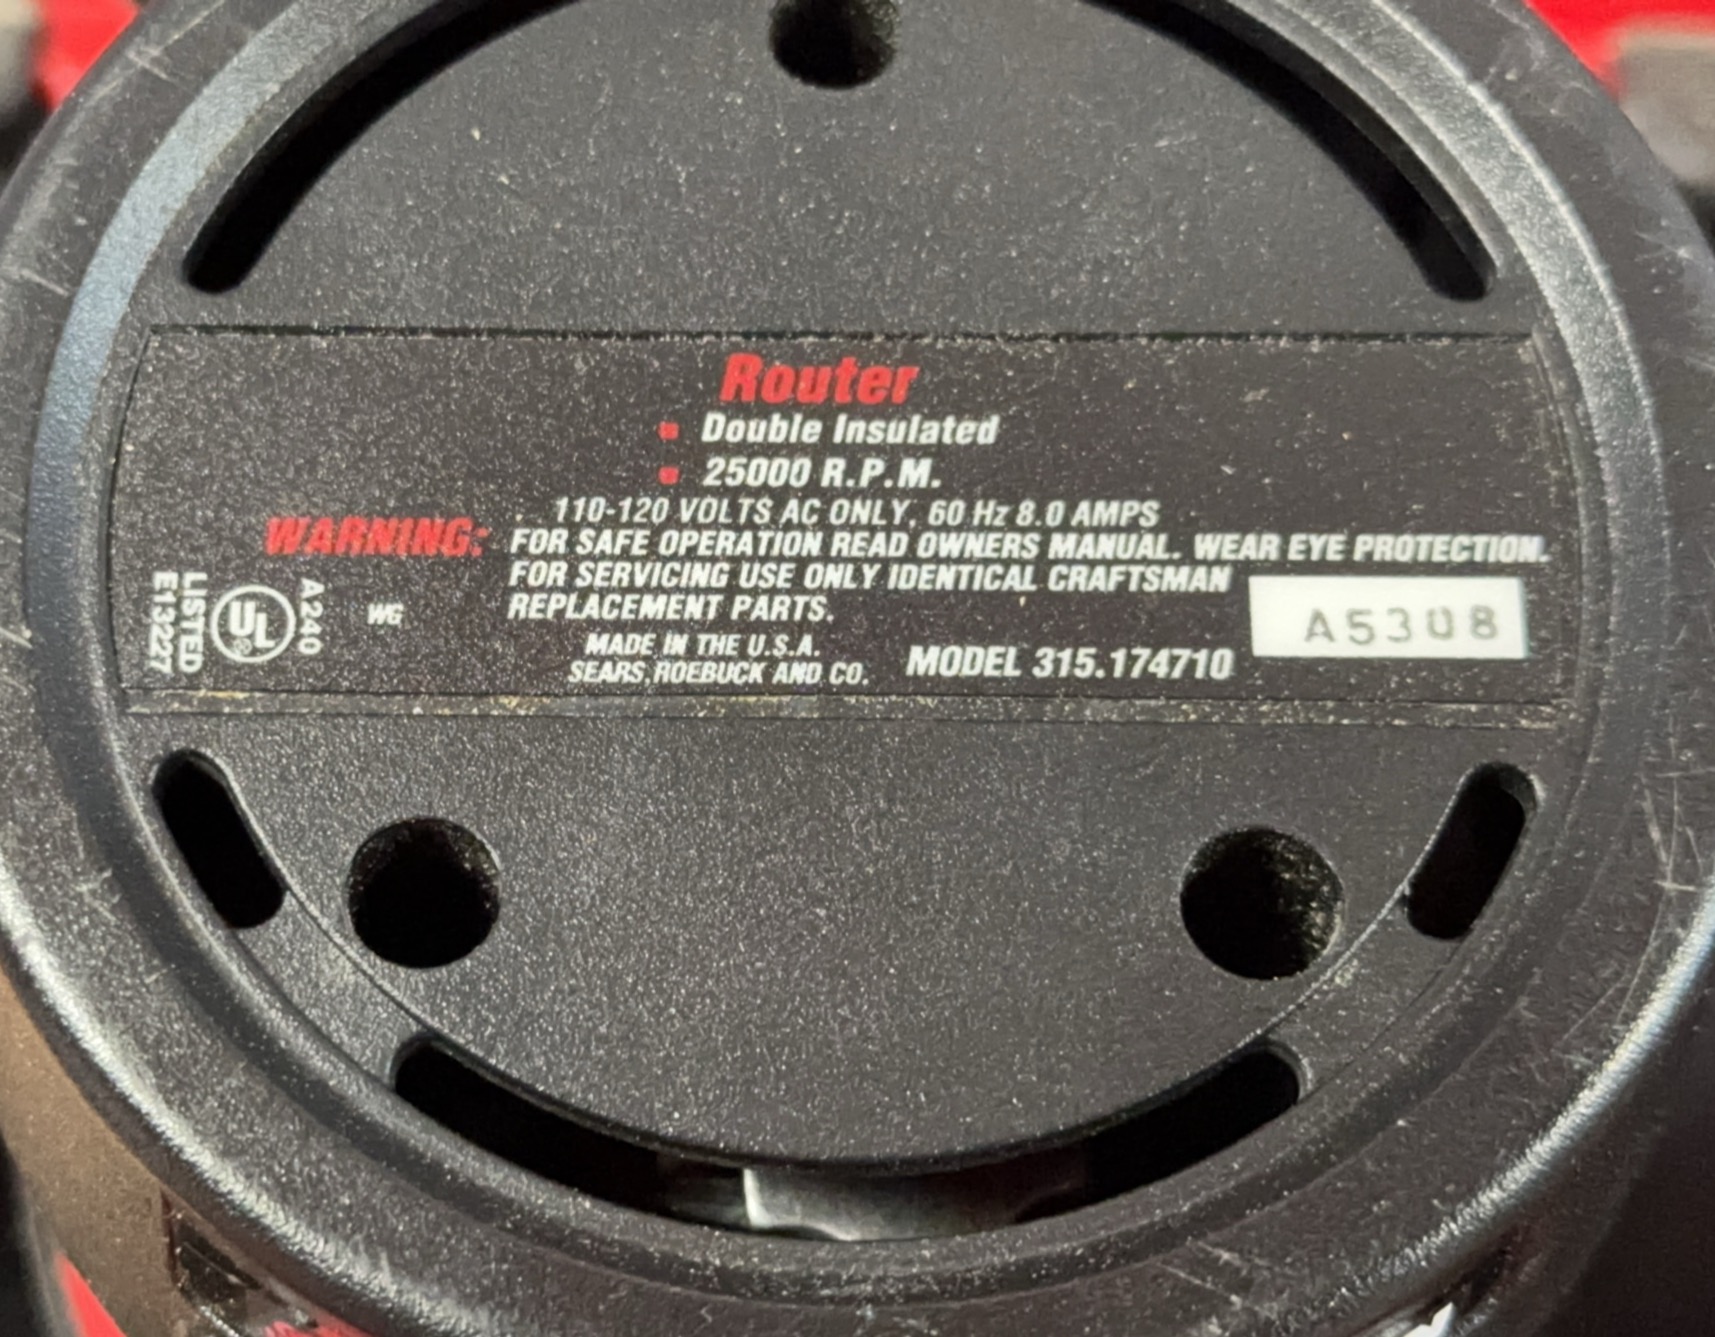 Router
▪ Double Insulated
▪ 25000 R.P.M.
110-120 VOLTS AC ONLY, 60 Hz 8.0 AMPS
WARNING: FOR SAFE OPERATION READ OWNERS MANUAL. WEAR EYE PROTECTION.
FOR SERVICING USE ONLY IDENTICAL CRAFTSMAN
REPLACEMENT PARTS.
MADE IN THE U.S.A.
SEARS, ROEBUCK AND CO.
MODEL 315.174710
A5308
WG
A240
UL®
LISTED
E13227